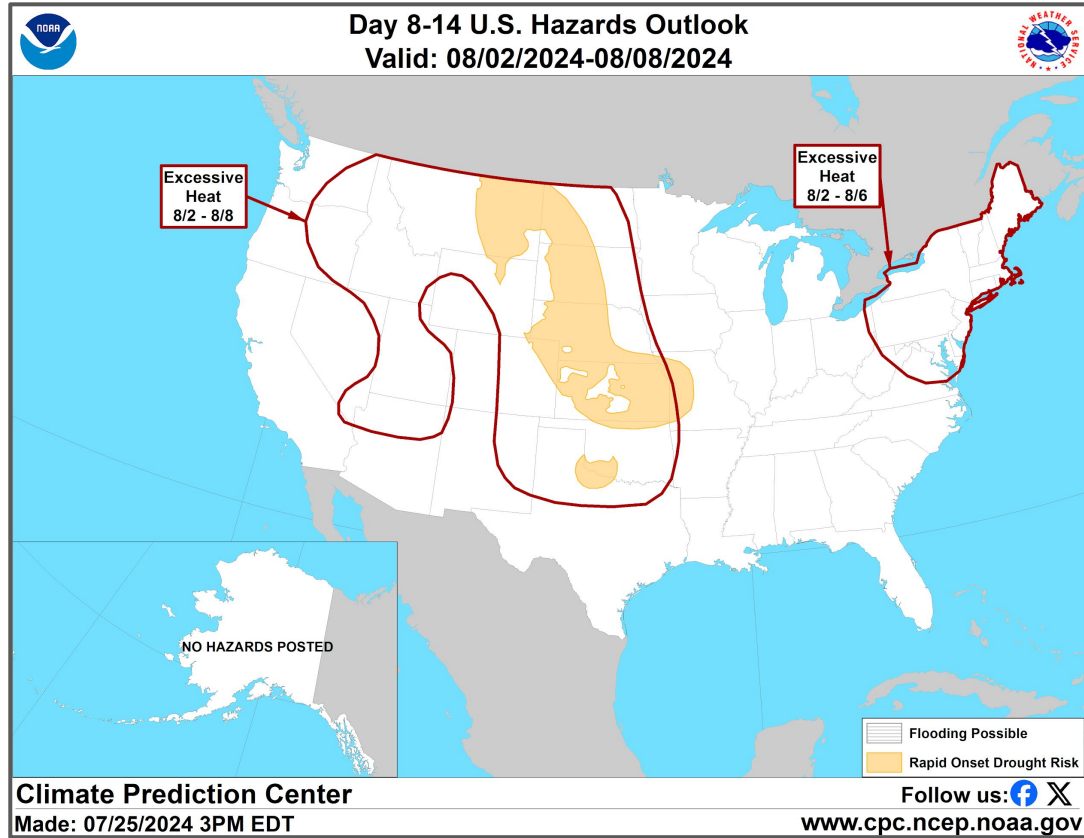 NOAA
Day 8-14 U.S. Hazards Outlook
Valid: 08/02/2024-08/08/2024
NATIONAL WEATHER SERVICE
Excessive
Heat
8/2 - 8/8
Excessive
Heat
8/2 - 8/6
NO HAZARDS POSTED
Flooding Possible
Rapid Onset Drought Risk
Climate Prediction Center
Follow us:
Made: 07/25/2024 3PM EDT
www.cpc.ncep.noaa.gov